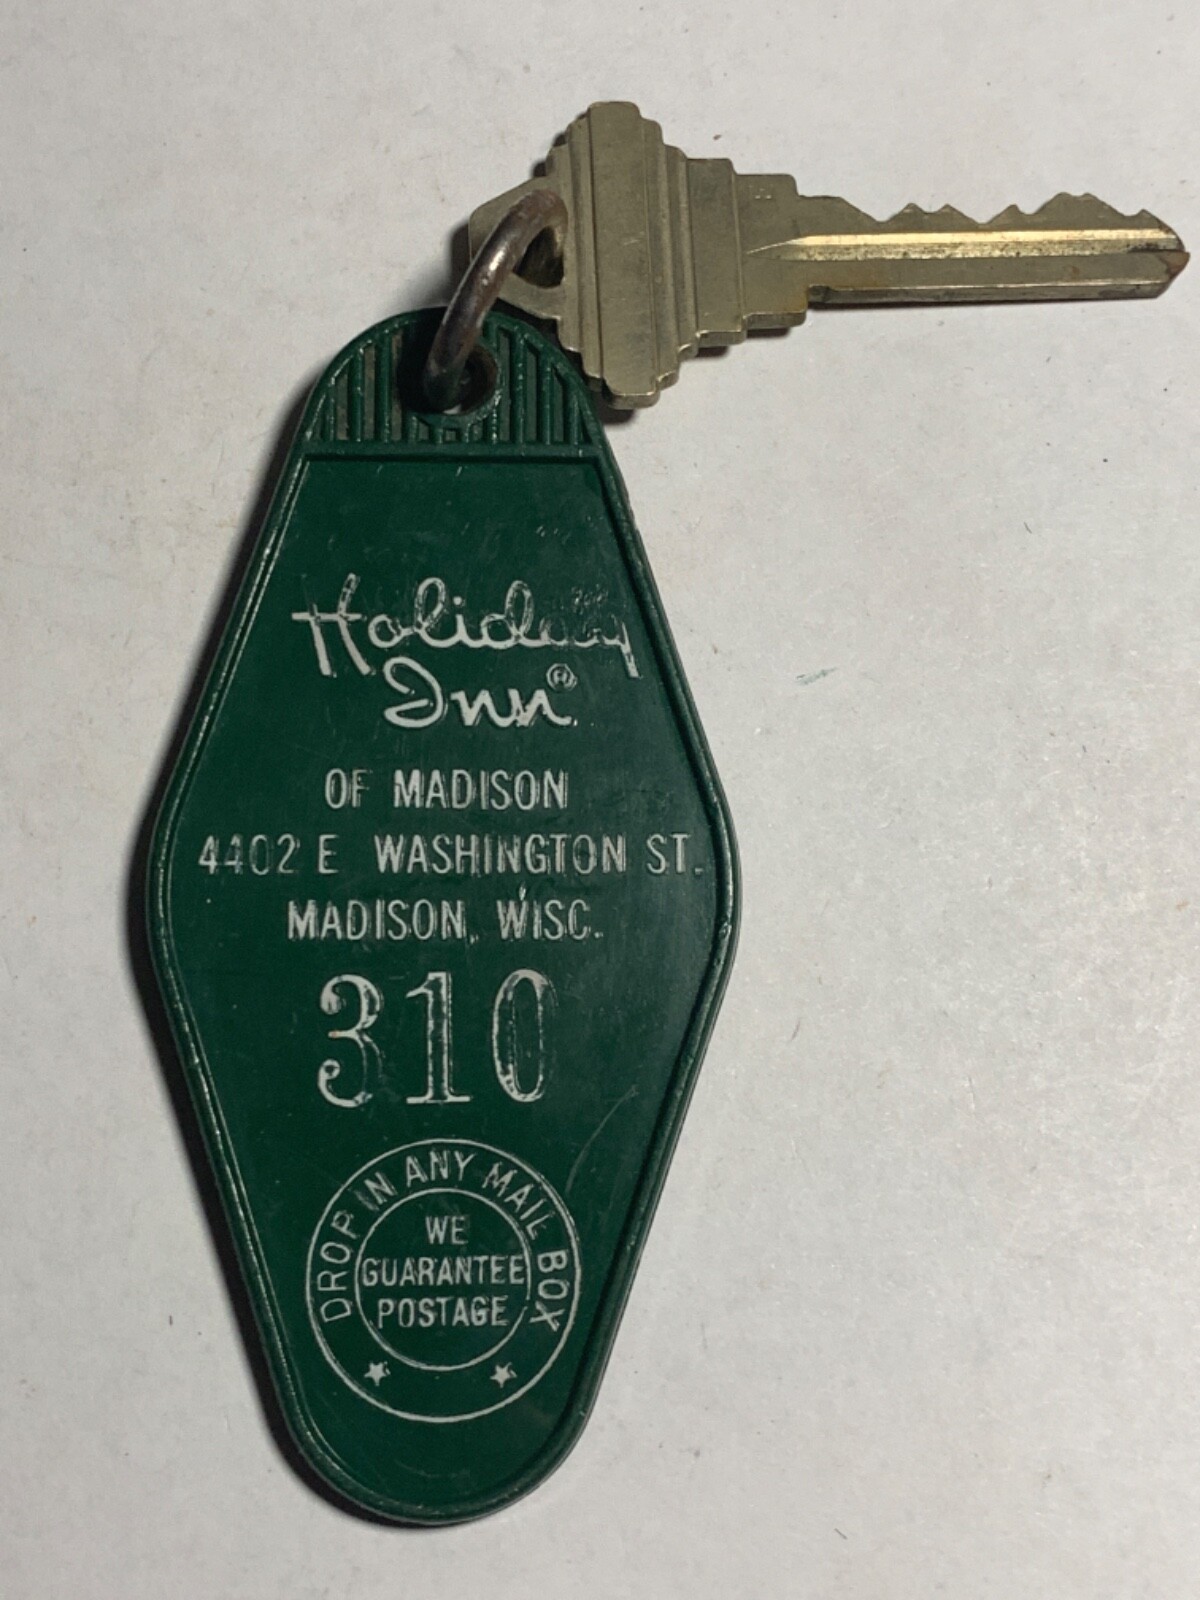 Holiday
Inn®
OF MADISON
4402 E WASHINGTON ST.
MADISON, WISC.
310
DROP IN ANY MAIL BOX
WE
GUARANTEE
POSTAGE